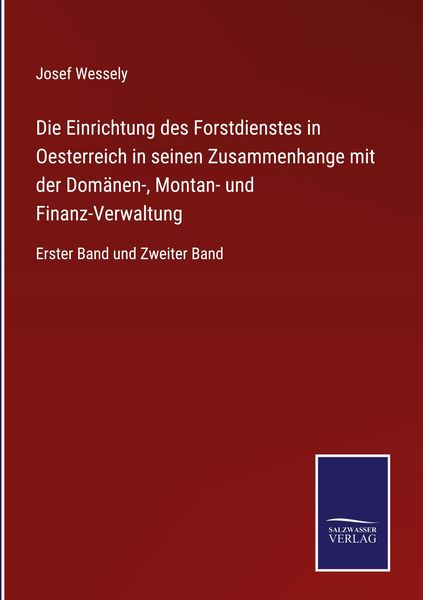 Josef Wessely
Die Einrichtung des Forstdienstes in
Oesterreich in seinen Zusammenhange mit
der Domänen-, Montan- und
Finanz-Verwaltung
Erster Band und Zweiter Band
SALZWASSER
VERLAG